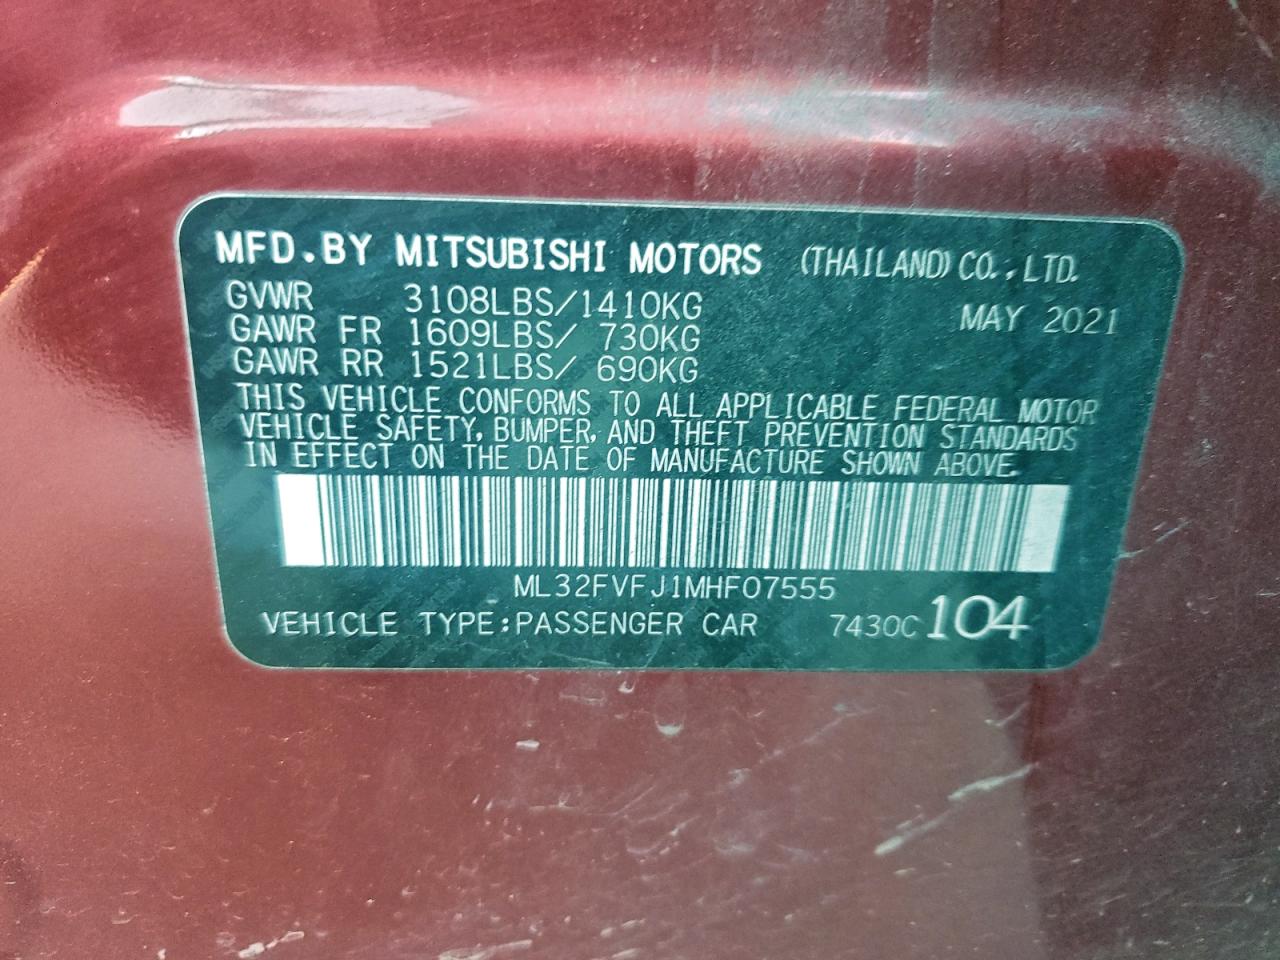 MFD.BY MITSUBISHI MOTORS (THAILAND) CO.,LTD.
GVWR 3108LBS/1410KG MAY 2021
GAWR FR 1609LBS/ 730KG
GAWR RR 1521LBS/ 690KG
THIS VEHICLE CONFORMS TO ALL APPLICABLE FEDERAL MOTOR
VEHICLE SAFETY, BUMPER, AND THEFT PREVENTION STANDARDS
IN EFFECT ON THE DATE OF MANUFACTURE SHOWN ABOVE.
ML32FVFJ1MHF07555
VEHICLE TYPE:PASSENGER CAR 7430C 104